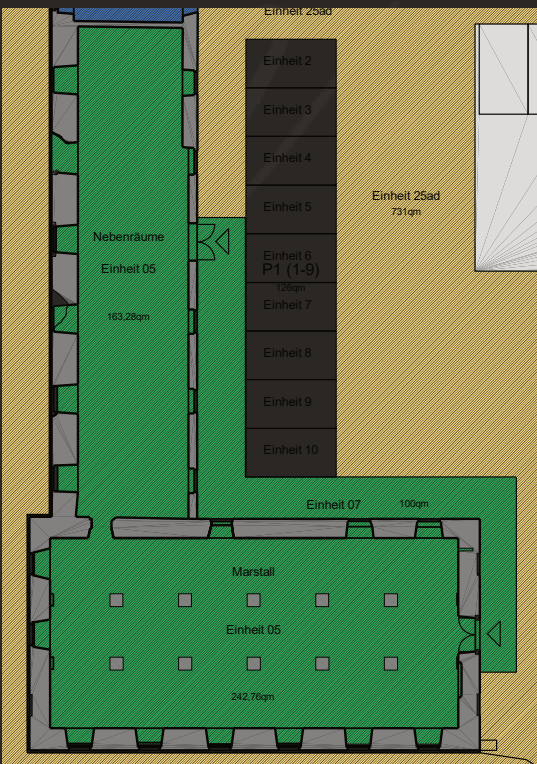 Einheit 25ad
Einheit 2
Einheit 3
Einheit 4
Einheit 25ad
731qm
Einheit 5
Nebenräume
Einheit 05
163,28qm
Einheit 6
P1 (1-9)
126qm
Einheit 7
Einheit 8
Einheit 9
Einheit 10
Einheit 07
100qm
Marstall
Einheit 05
242,76qm